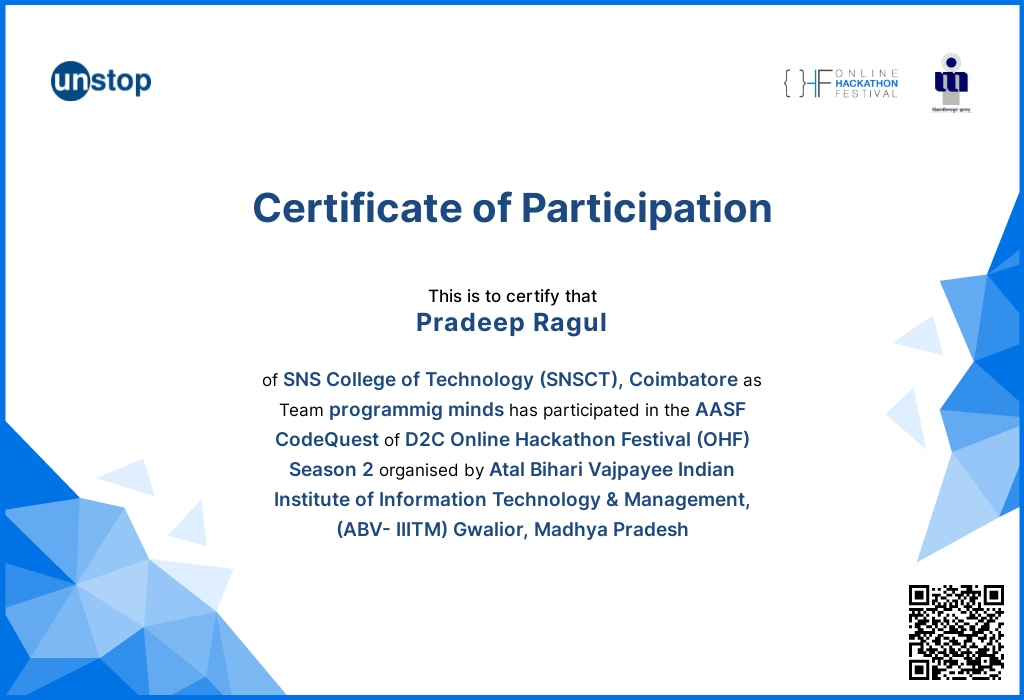 unstop
{ }HF ONLINE
HACKATHON
FESTIVAL
Certificate of Participation
This is to certify that
Pradeep Ragul
of SNS College of Technology (SNSCT), Coimbatore as
Team programmig minds has participated in the AASF
CodeQuest of D2C Online Hackathon Festival (OHF)
Season 2 organised by Atal Bihari Vajpayee Indian
Institute of Information Technology & Management,
(ABV- IIITM) Gwalior, Madhya Pradesh